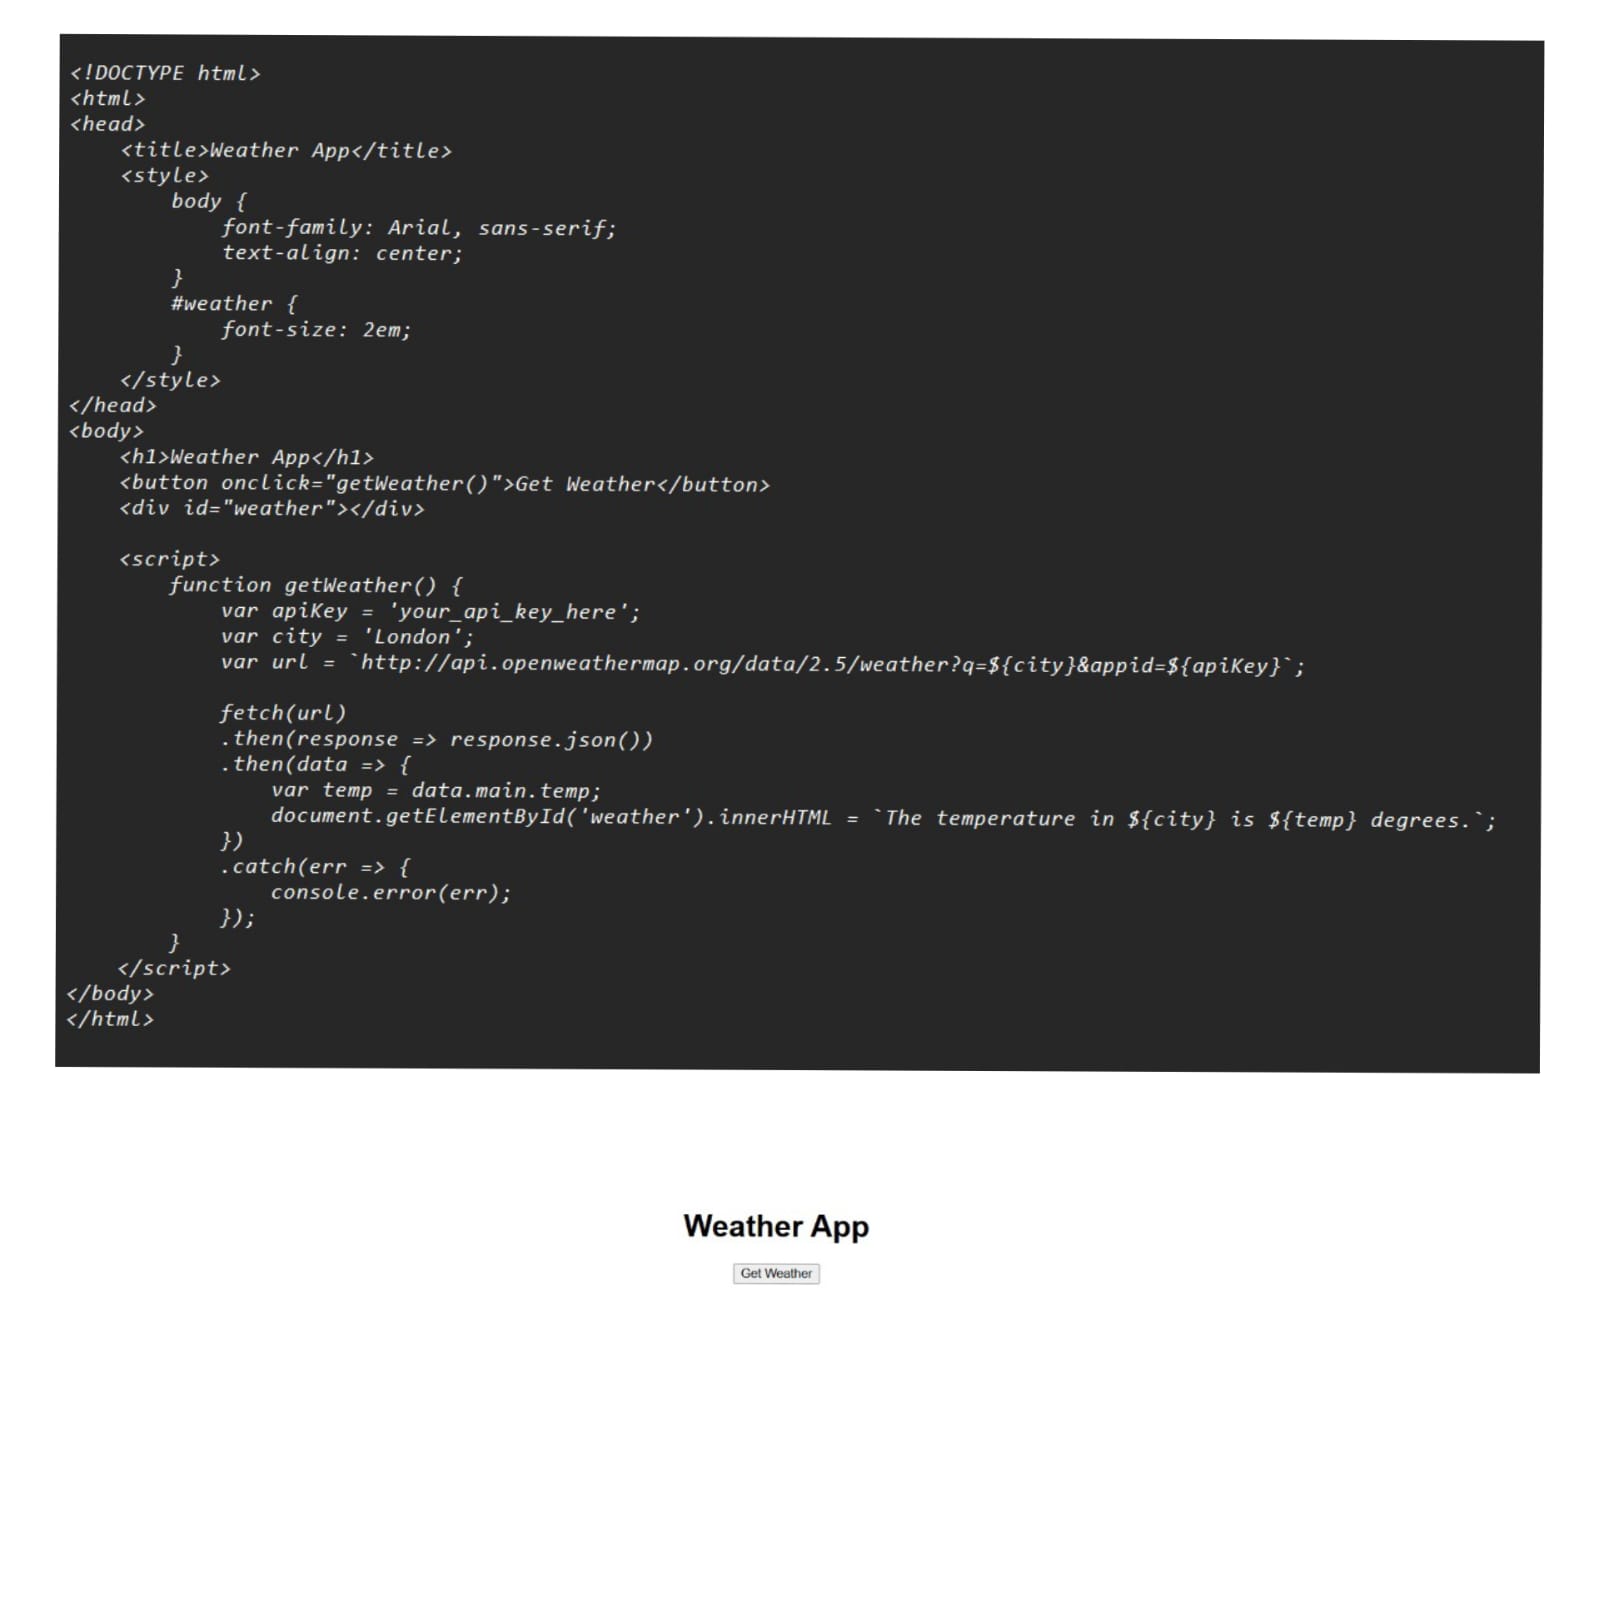 <!DOCTYPE html>
<html>
<head>
    <title>Weather App</title>
    <style>
        body {
            font-family: Arial, sans-serif;
            text-align: center;
        }
        #weather {
            font-size: 2em;
        }
    </style>
</head>
<body>
    <h1>Weather App</h1>
    <button onclick="getWeather()">Get Weather</button>
    <div id="weather"></div>

    <script>
        function getWeather() {
            var apiKey = 'your_api_key_here';
            var city = 'London';
            var url = `http://api.openweathermap.org/data/2.5/weather?q=${city}&appid=${apiKey}`;

            fetch(url)
            .then(response => response.json())
            .then(data => {
                var temp = data.main.temp;
                document.getElementById('weather').innerHTML = `The temperature in ${city} is ${temp} degrees.`;
            })
            .catch(err => {
                console.error(err);
            });
        }
    </script>
</body>
</html>
Weather App
Get Weather